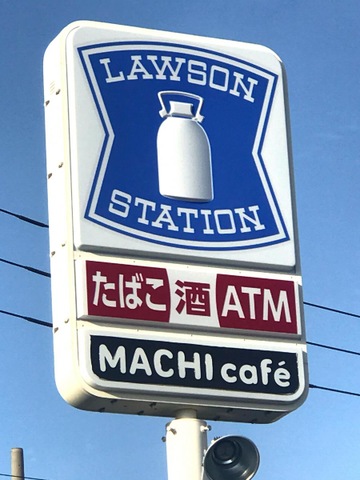 LAWSON
STATION
たばこ 酒 ATM
MACHI café